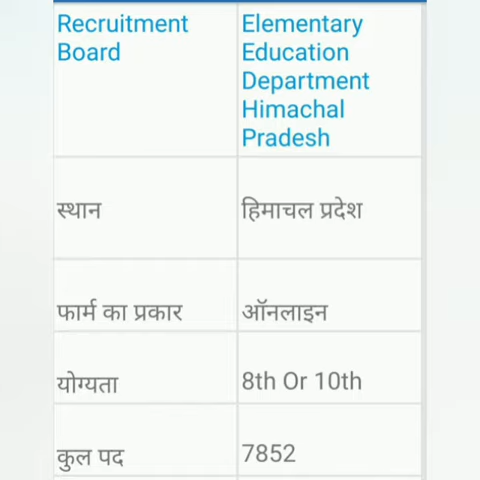 Recruitment Board
Elementary Education Department Himachal Pradesh
स्थान
हिमाचल प्रदेश
फार्म का प्रकार
ऑनलाइन
योग्यता
8th Or 10th
कुल पद
7852